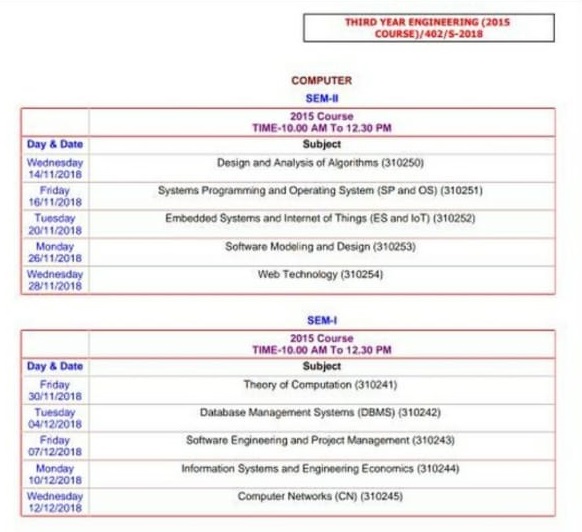 THIRD YEAR ENGINEERING (2015
COURSE)/402/S-2018
COMPUTER
SEM-II
2015 Course
TIME-10.00 AM To 12.30 PM
Day & Date Subject
Wednesday
14/11/2018 Design and Analysis of Algorithms (310250)
Friday
16/11/2018 Systems Programming and Operating System (SP and OS) (310251)
Tuesday
20/11/2018 Embedded Systems and Internet of Things (ES and IoT) (310252)
Monday
26/11/2018 Software Modeling and Design (310253)
Wednesday
28/11/2018 Web Technology (310254)
SEM-I
2015 Course
TIME-10.00 AM To 12.30 PM
Day & Date Subject
Friday
30/11/2018 Theory of Computation (310241)
Tuesday
04/12/2018 Database Management Systems (DBMS) (310242)
Friday
07/12/2018 Software Engineering and Project Management (310243)
Monday
10/12/2018 Information Systems and Engineering Economics (310244)
Wednesday
12/12/2018 Computer Networks (CN) (310245)